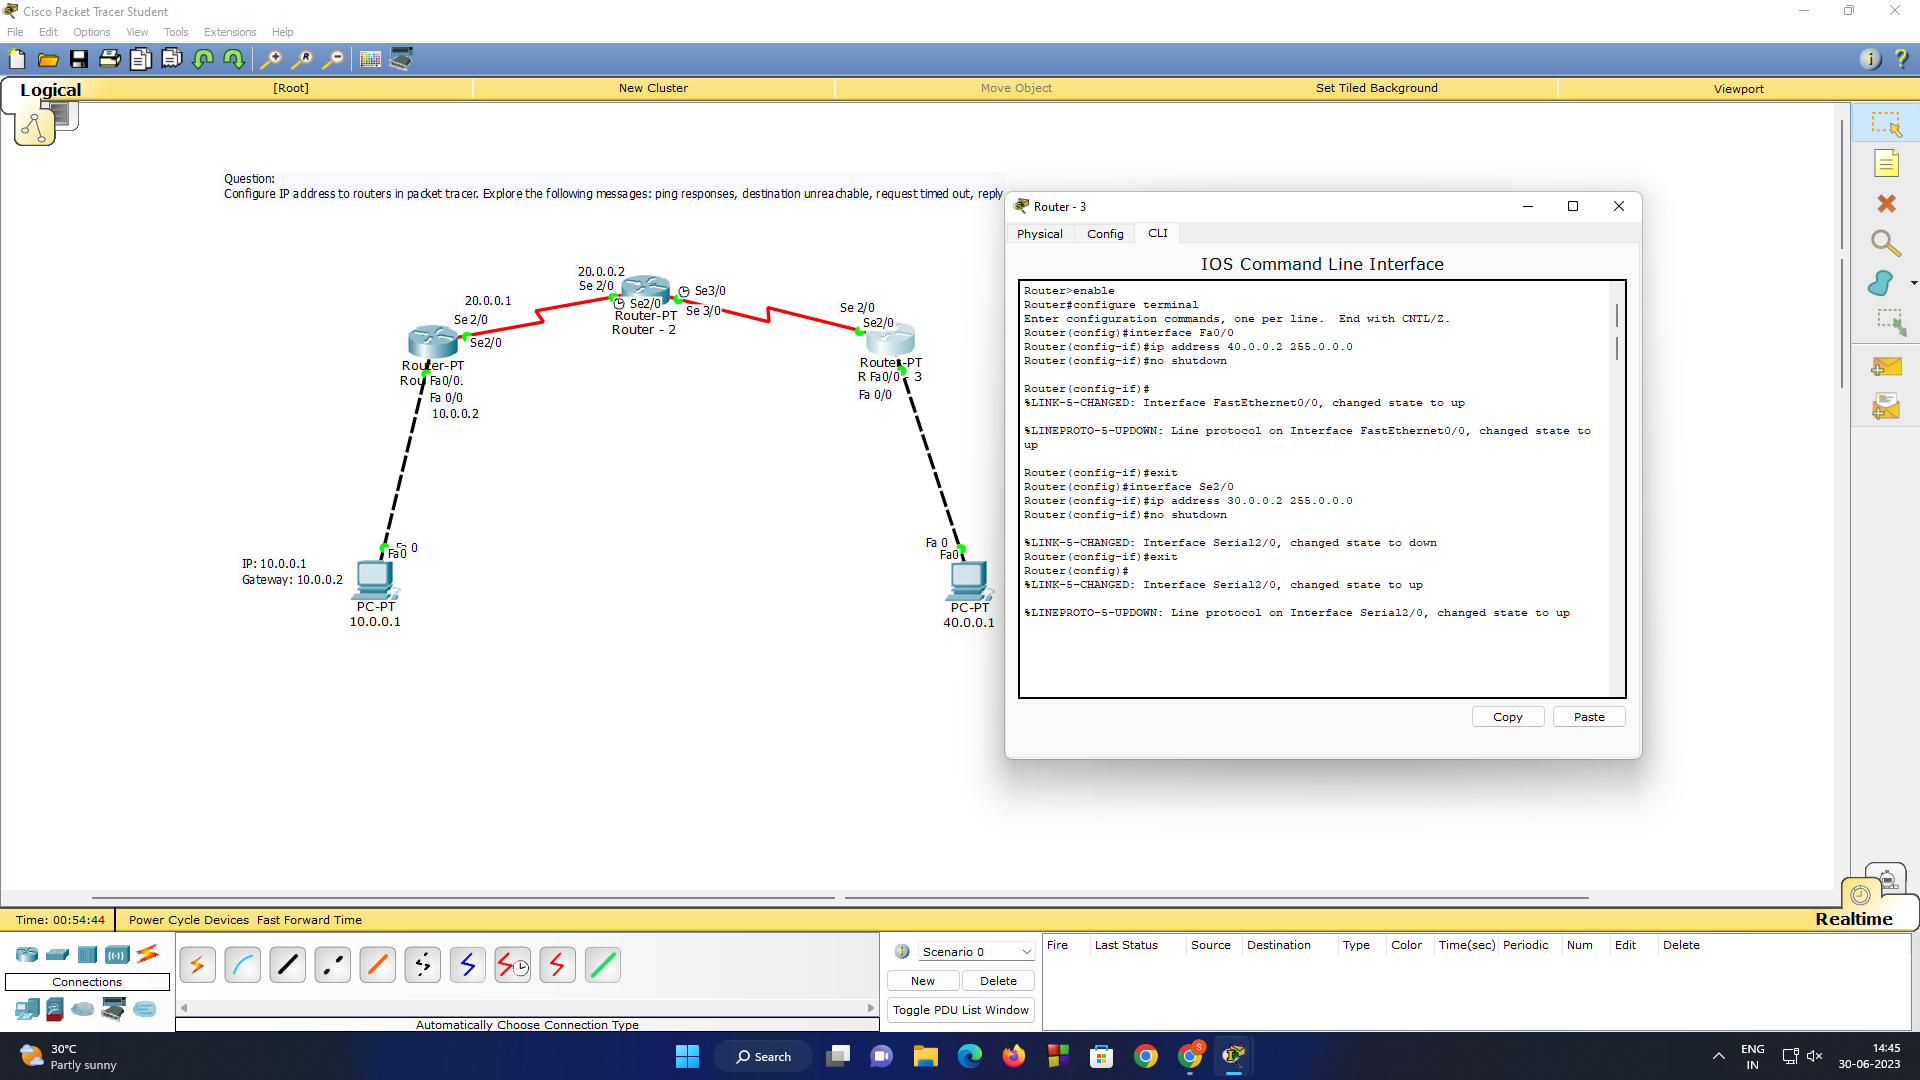 Cisco Packet Tracer Student
File Edit Options View Tools Extensions Help
Logical [Root] New Cluster Move Object Set Tiled Background Viewport
Question:
Configure IP address to routers in packet tracer. Explore the following messages: ping responses, destination unreachable, request timed out, reply
20.0.0.2
Se 2/0
Se2/0
Se3/0
Se 3/0
Router-PT
Router - 2
20.0.0.1
Se 2/0
Se2/0
Router-PT
Rou Fa0/0.
Fa 0/0
10.0.0.2
Se 2/0
Se2/0
Router-PT
R Fa0/0 - 3
Fa 0/0
Fa0 0
IP: 10.0.0.1
Gateway: 10.0.0.2
PC-PT
10.0.0.1
Fa 0
Fa0
PC-PT
40.0.0.1
Router - 3
Physical Config CLI
IOS Command Line Interface
Router>enable
Router#configure terminal
Enter configuration commands, one per line.  End with CNTL/Z.
Router(config)#interface Fa0/0
Router(config-if)#ip address 40.0.0.2 255.0.0.0
Router(config-if)#no shutdown
Router(config-if)#
%LINK-5-CHANGED: Interface FastEthernet0/0, changed state to up
%LINEPROTO-5-UPDOWN: Line protocol on Interface FastEthernet0/0, changed state to
up
Router(config-if)#exit
Router(config)#interface Se2/0
Router(config-if)#ip address 30.0.0.2 255.0.0.0
Router(config-if)#no shutdown
%LINK-5-CHANGED: Interface Serial2/0, changed state to down
Router(config-if)#exit
Router(config)#
%LINK-5-CHANGED: Interface Serial2/0, changed state to up
%LINEPROTO-5-UPDOWN: Line protocol on Interface Serial2/0, changed state to up
Copy Paste
Time: 00:54:44 Power Cycle Devices Fast Forward Time Realtime
Connections
Automatically Choose Connection Type
Scenario 0
New Delete
Toggle PDU List Window
Fire Last Status Source Destination Type Color Time(sec) Periodic Num Edit Delete
30°C
Partly sunny
Search
S
ENG
IN
14:45
30-06-2023